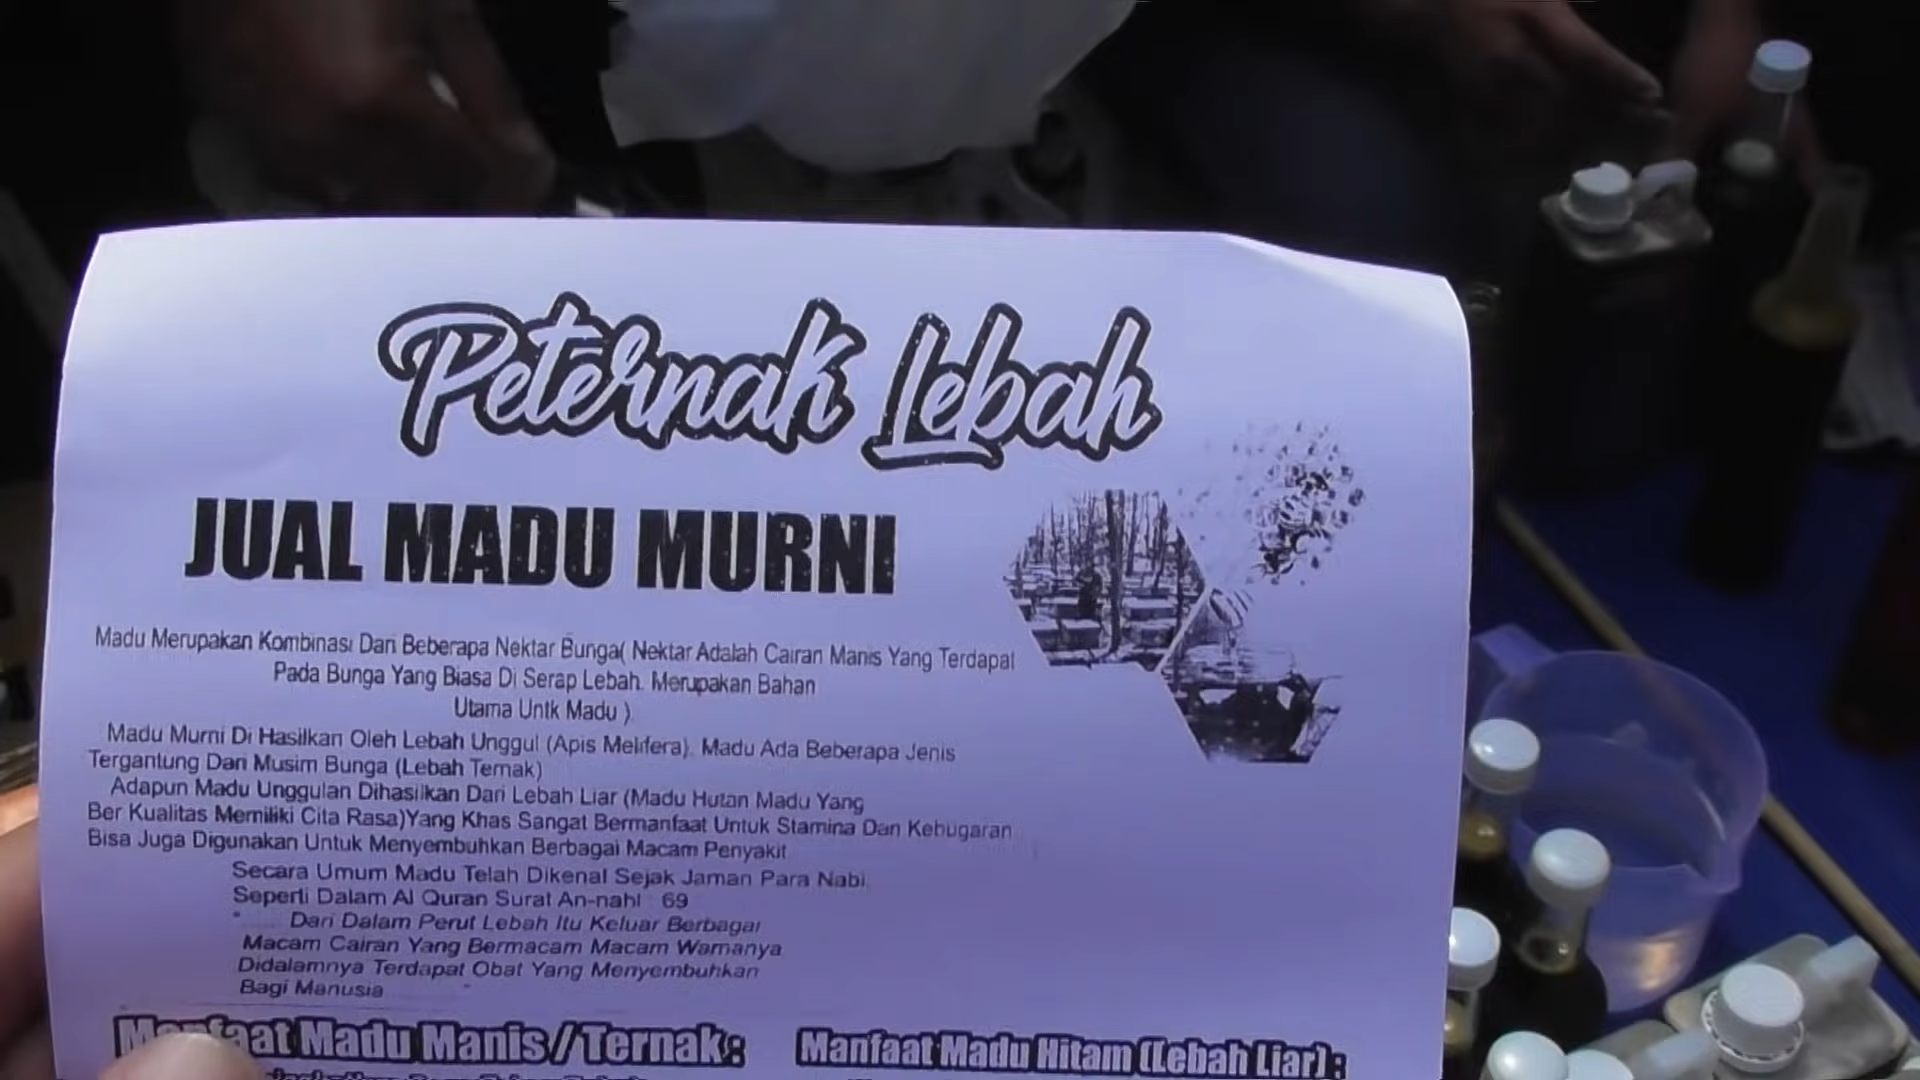 Peternak Lebah
JUAL MADU MURNI
Madu Merupakan Kombinasi Dari Beberapa Nektar Bunga( Nektar Adalah Cairan Manis Yang Terdapat
Pada Bunga Yang Biasa Di Serap Lebah. Merupakan Bahan
Utama Untk Madu ).
Madu Murni Di Hasilkan Oleh Lebah Unggul (Apis Melifera). Madu Ada Beberapa Jenis
Tergantung Dari Musim Bunga (Lebah Ternak)
Adapun Madu Unggulan Dihasilkan Dari Lebah Liar (Madu Hutan Madu Yang
Ber Kualitas Memiliki Cita Rasa)Yang Khas Sangat Bermanfaat Untuk Stamina Dan Kebugaran
Bisa Juga Digunakan Untuk Menyembuhkan Berbagai Macam Penyakit
Secara Umum Madu Telah Dikenal Sejak Jaman Para Nabi.
Seperti Dalam Al Quran Surat An-nahl : 69
"...... Dari Dalam Perut Lebah Itu Keluar Berbagai
Macam Cairan Yang Bermacam Macam Warnanya
Didalamnya Terdapat Obat Yang Menyembuhkan
Bagi Manusia ........ "
Manfaat Madu Manis / Ternak :
Manfaat Madu Hitam (Lebah Liar) :